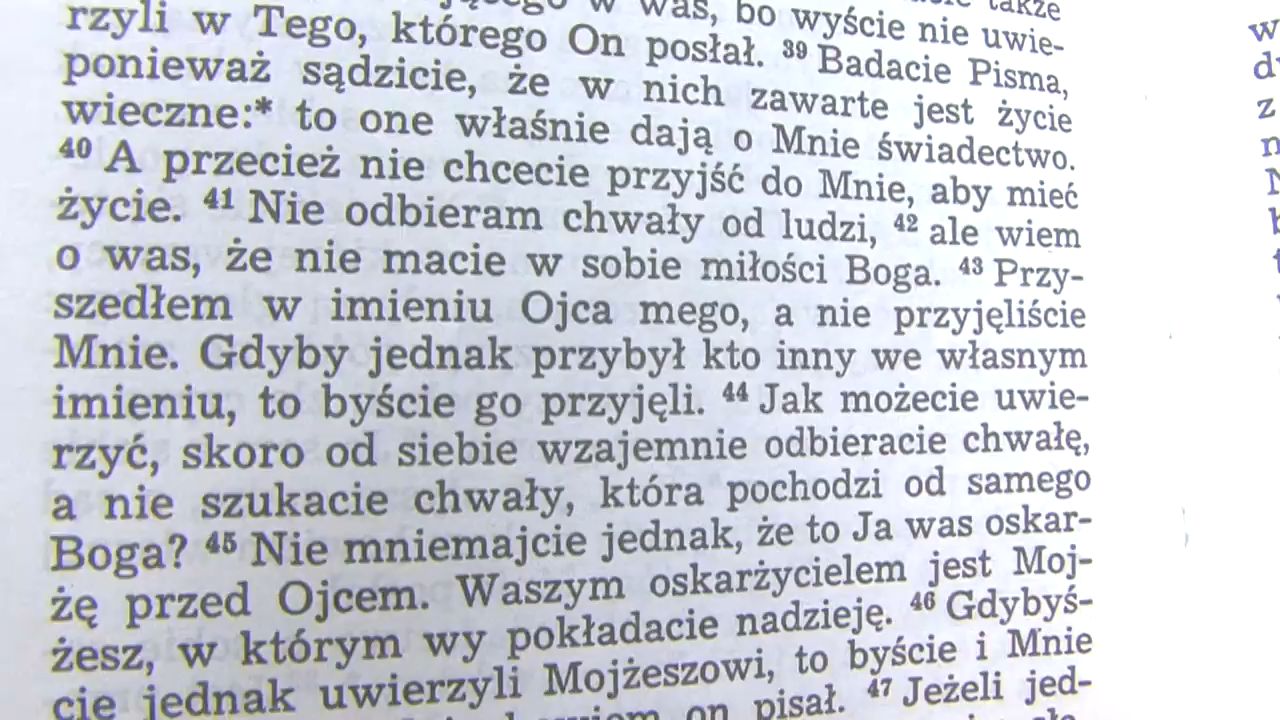 w was, bo wyście nie uwie-
rzyli w Tego, którego On posłał. 39 Badacie Pisma,
ponieważ sądzicie, że w nich zawarte jest życie
wieczne:* to one właśnie dają o Mnie świadectwo.
40 A przecież nie chcecie przyjść do Mnie, aby mieć
życie. 41 Nie odbieram chwały od ludzi, 42 ale wiem
o was, że nie macie w sobie miłości Boga. 43 Przy-
szedłem w imieniu Ojca mego, a nie przyjęliście
Mnie. Gdyby jednak przybył kto inny we własnym
imieniu, to byście go przyjęli. 44 Jak możecie uwie-
rzyć, skoro od siebie wzajemnie odbieracie chwałę,
a nie szukacie chwały, która pochodzi od samego
Boga? 45 Nie mniemajcie jednak, że to Ja was oskar-
żę przed Ojcem. Waszym oskarżycielem jest Moj-
żesz, w którym wy pokładacie nadzieję. 46 Gdybyś-
cie jednak uwierzyli Mojżeszowi, to byście i Mnie
on pisał. 47 Jeżeli jed-